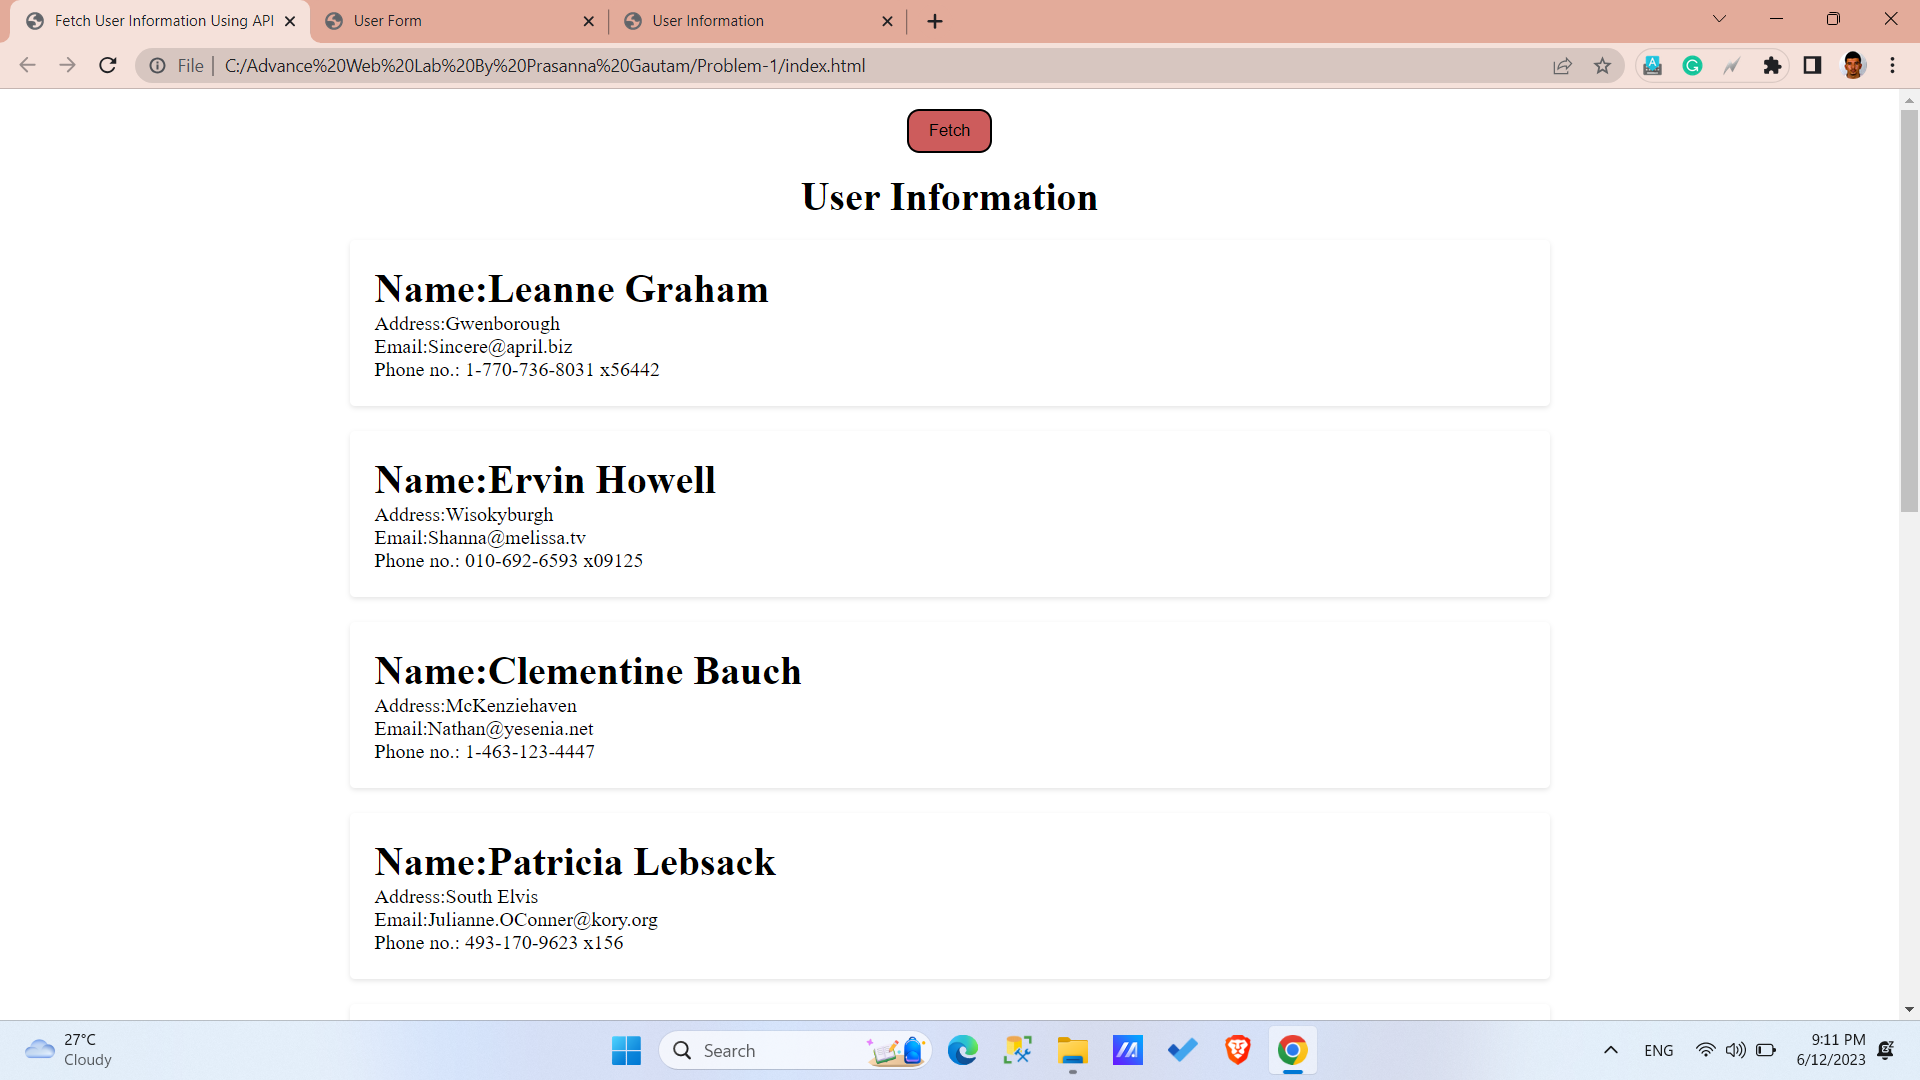 Fetch User Information Using API
User Form
User Information
File
C:/Advance%20Web%20Lab%20By%20Prasanna%20Gautam/Problem-1/index.html
Fetch
User Information
Name:Leanne Graham
Address:Gwenborough
Email:Sincere@april.biz
Phone no.: 1-770-736-8031 x56442
Name:Ervin Howell
Address:Wisokyburgh
Email:Shanna@melissa.tv
Phone no.: 010-692-6593 x09125
Name:Clementine Bauch
Address:McKenziehaven
Email:Nathan@yesenia.net
Phone no.: 1-463-123-4447
Name:Patricia Lebsack
Address:South Elvis
Email:Julianne.OConner@kory.org
Phone no.: 493-170-9623 x156
27°C
Cloudy
Search
ENG
9:11 PM
6/12/2023